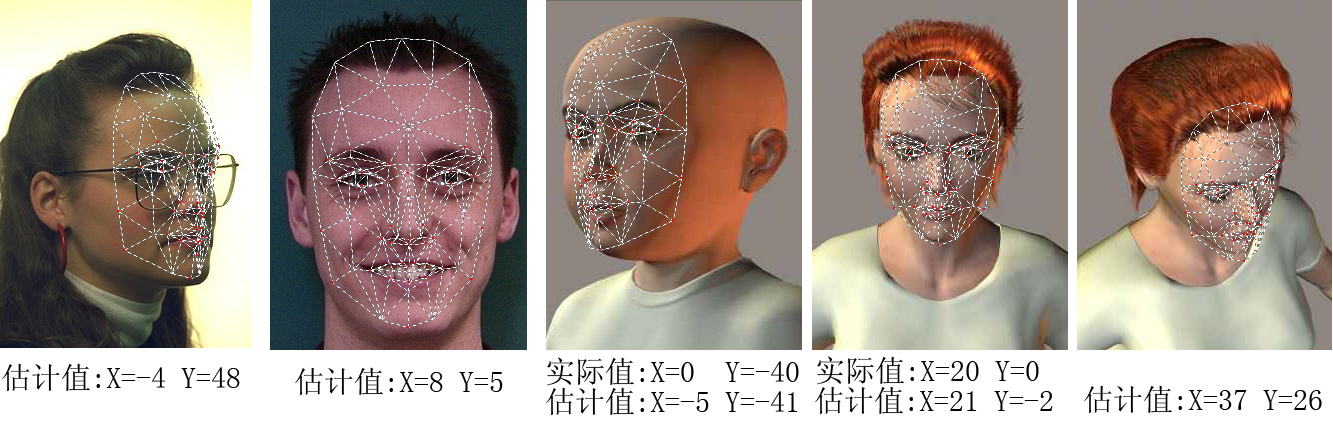 估计值:X=-4 Y=48
估计值:X=8 Y=5
实际值:X=0 Y=-40
估计值:X=-5 Y=-41
实际值:X=20 Y=0
估计值:X=21 Y=-2
估计值:X=37 Y=26